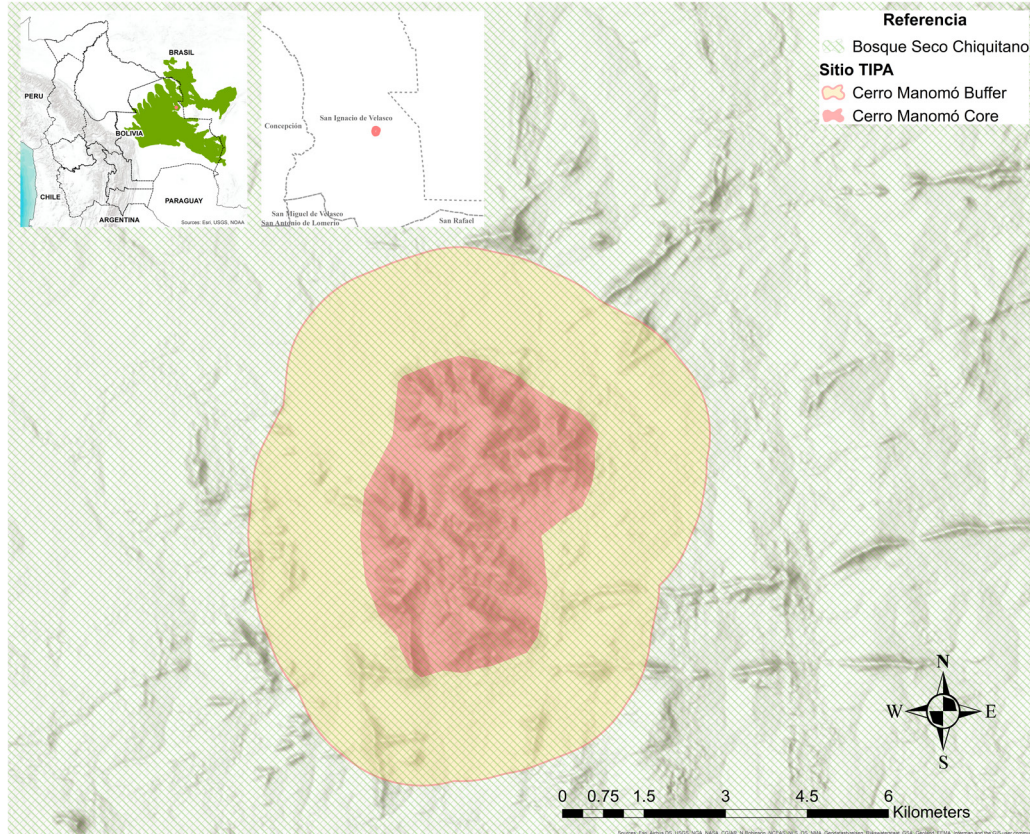 BRASIL
PERU
BOLIVIA
CHILE
PARAGUAY
ARGENTINA
Sources: Esri, USGS, NOAA
Concepción
San Ignacio de Velasco
San Miguel de Velasco
San Antonio de Lomerío
San Rafael
Referencia
Bosque Seco Chiquitano
Sitio TIPA
Cerro Manomó Buffer
Cerro Manomó Core
N
W
E
S
0 0.75 1.5 3 4.5 6
Kilometers